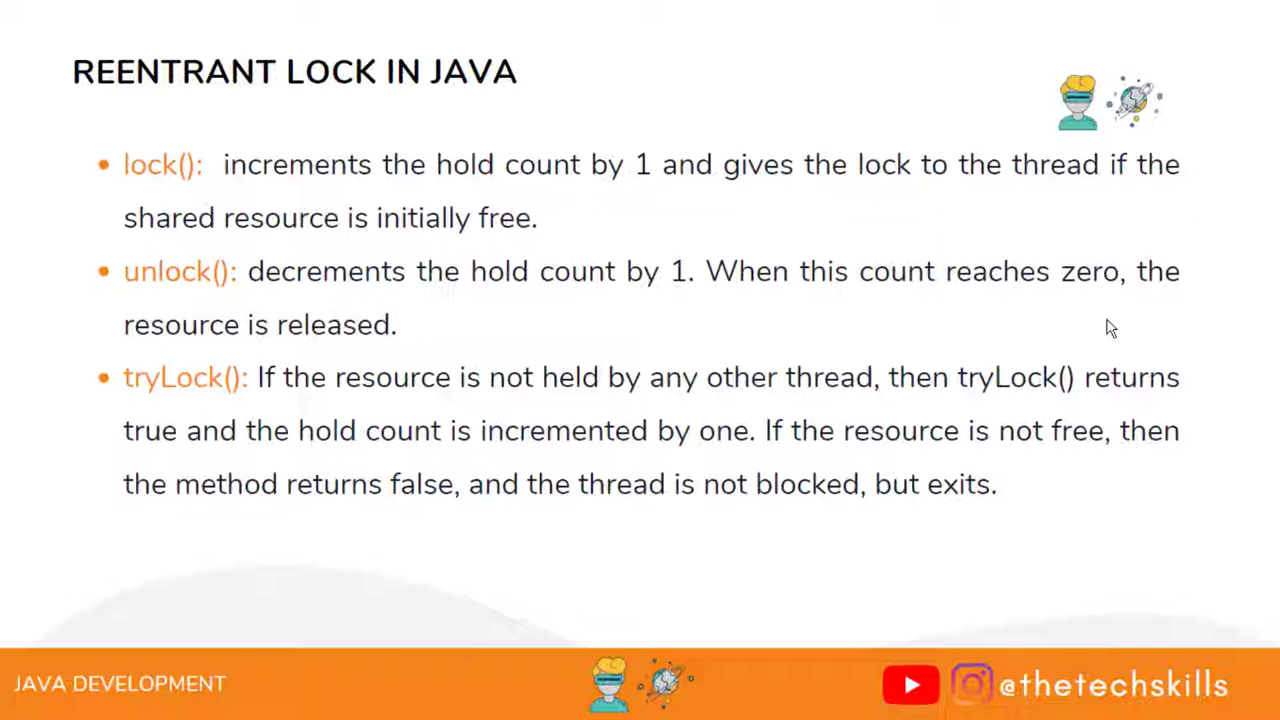 REENTRANT LOCK IN JAVA
• lock(): increments the hold count by 1 and gives the lock to the thread if the
shared resource is initially free.
• unlock(): decrements the hold count by 1. When this count reaches zero, the
resource is released.
• tryLock(): If the resource is not held by any other thread, then tryLock() returns
true and the hold count is incremented by one. If the resource is not free, then
the method returns false, and the thread is not blocked, but exits.
JAVA DEVELOPMENT
@thetechskills